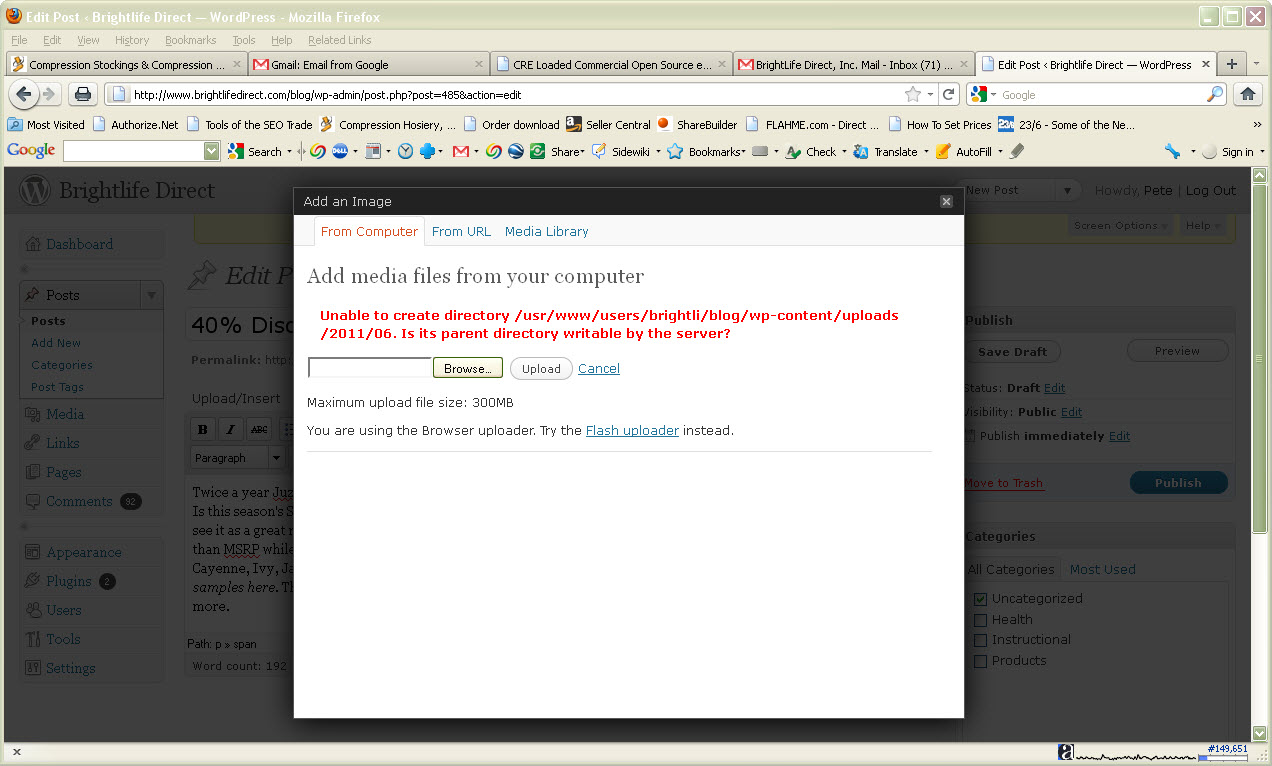 Edit Post ‹ Brightlife Direct — WordPress - Mozilla Firefox
File Edit View History Bookmarks Tools Help Related Links
Compression Stockings & Compression ... Gmail: Email from Google CRE Loaded Commercial Open Source e... BrightLife Direct, Inc. Mail - Inbox (71) ... Edit Post ‹ Brightlife Direct — WordPress
http://www.brightlifedirect.com/blog/wp-admin/post.php?post=485&action=edit Google
Most Visited Authorize.Net Tools of the SEO Trade Compression Hosiery, ... Order download Seller Central ShareBuilder FLAHME.com - Direct ... How To Set Prices 23/6 - Some of the Ne... »
Google Search Share Sidewiki Bookmarks Check Translate AutoFill Sign in
Brightlife Direct New Post Howdy, Pete | Log Out
Add an Image
Screen Options Help
From Computer From URL Media Library
Dashboard
Edit P
Add media files from your computer
Posts
Posts
Add New
Categories
Post Tags
Media
Links
Pages
Comments 92
Appearance
Plugins 2
Users
Tools
Settings
40% Disc
Permalink: http:
Upload/Insert
B I ABC
Paragraph
Twice a year Juz
Is this season's S
see it as a great r
than MSRP while
Cayenne, Ivy, Ja
samples here. Th
more.
Path: p » span
Word count: 192
Unable to create directory /usr/www/users/brightli/blog/wp-content/uploads
/2011/06. Is its parent directory writable by the server?
Browse... Upload Cancel
Maximum upload file size: 300MB
You are using the Browser uploader. Try the Flash uploader instead.
Publish
Save Draft Preview
Status: Draft Edit
Visibility: Public Edit
Publish immediately Edit
Move to Trash Publish
Categories
All Categories Most Used
Uncategorized
Health
Instructional
Products
a #149,651